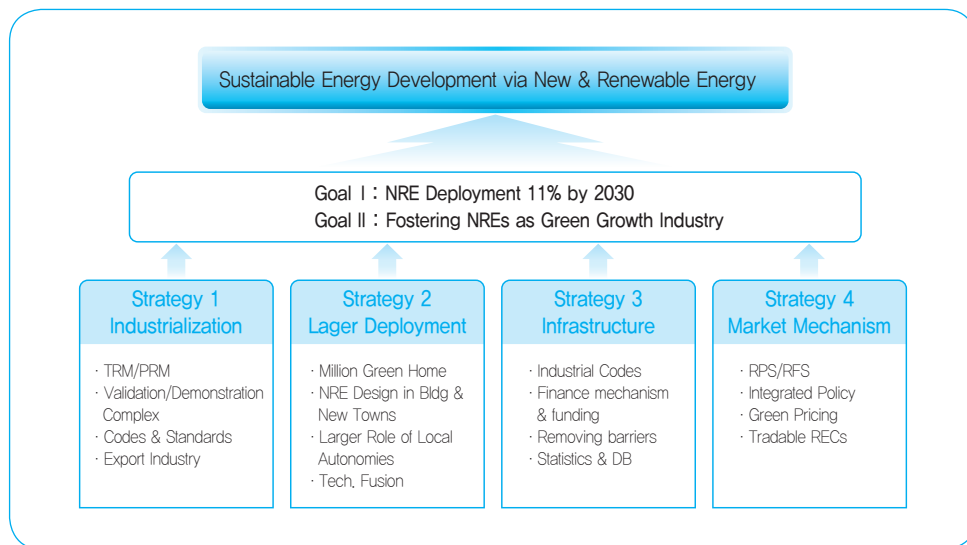 Sustainable Energy Development via New & Renewable Energy
Goal Ⅰ : NRE Deployment 11% by 2030
Goal Ⅱ : Fostering NREs as Green Growth Industry
Strategy 1
Industrialization
· TRM/PRM
· Validation/Demonstration
Complex
· Codes & Standards
· Export Industry
Strategy 2
Lager Deployment
· Million Green Home
· NRE Design in Bldg &
New Towns
· Larger Role of Local
Autonomies
· Tech. Fusion
Strategy 3
Infrastructure
· Industrial Codes
· Finance mechanism
& funding
· Removing barriers
· Statistics & DB
Strategy 4
Market Mechanism
· RPS/RFS
· Integrated Policy
· Green Pricing
· Tradable RECs